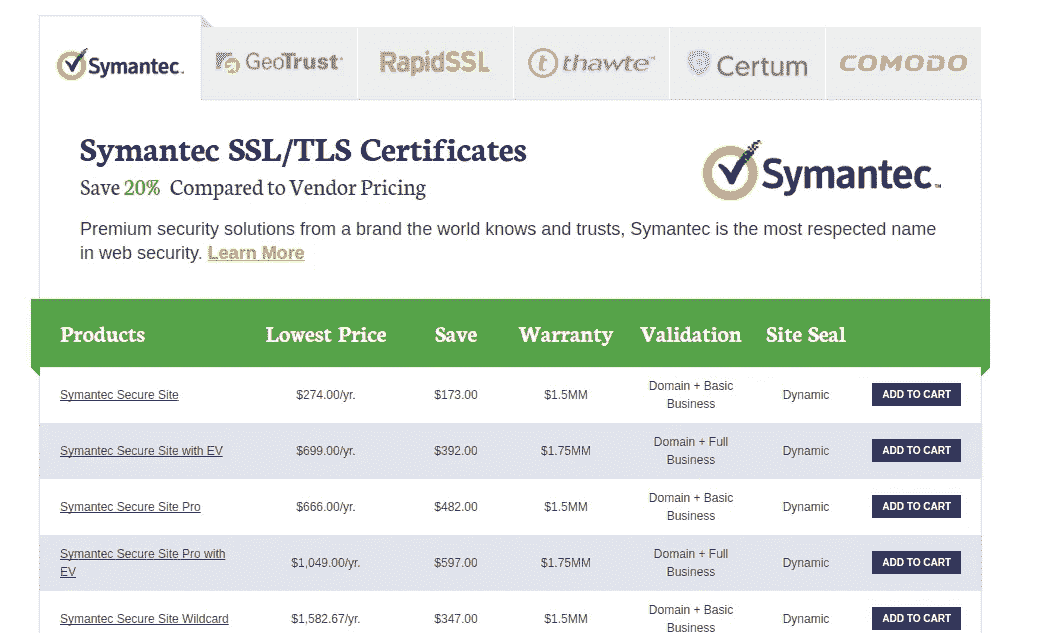 Symantec. GeoTrust RapidSSL thawte Certum COMODO
Symantec SSL/TLS Certificates
Save 20% Compared to Vendor Pricing
Symantec™
Premium security solutions from a brand the world knows and trusts, Symantec is the most respected name
in web security. Learn More
Products Lowest Price Save Warranty Validation Site Seal
Symantec Secure Site $274.00/yr. $173.00 $1.5MM Domain + Basic Dynamic ADD TO CART
Business
Symantec Secure Site with EV $699.00/yr. $392.00 $1.75MM Domain + Full Dynamic ADD TO CART
Business
Symantec Secure Site Pro $666.00/yr. $482.00 $1.5MM Domain + Basic Dynamic ADD TO CART
Business
Symantec Secure Site Pro with $1,049.00/yr. $597.00 $1.75MM Domain + Full Dynamic ADD TO CART
EV Business
Symantec Secure Site Wildcard $1,582.67/yr. $347.00 $1.5MM Domain + Basic Dynamic ADD TO CART
Business